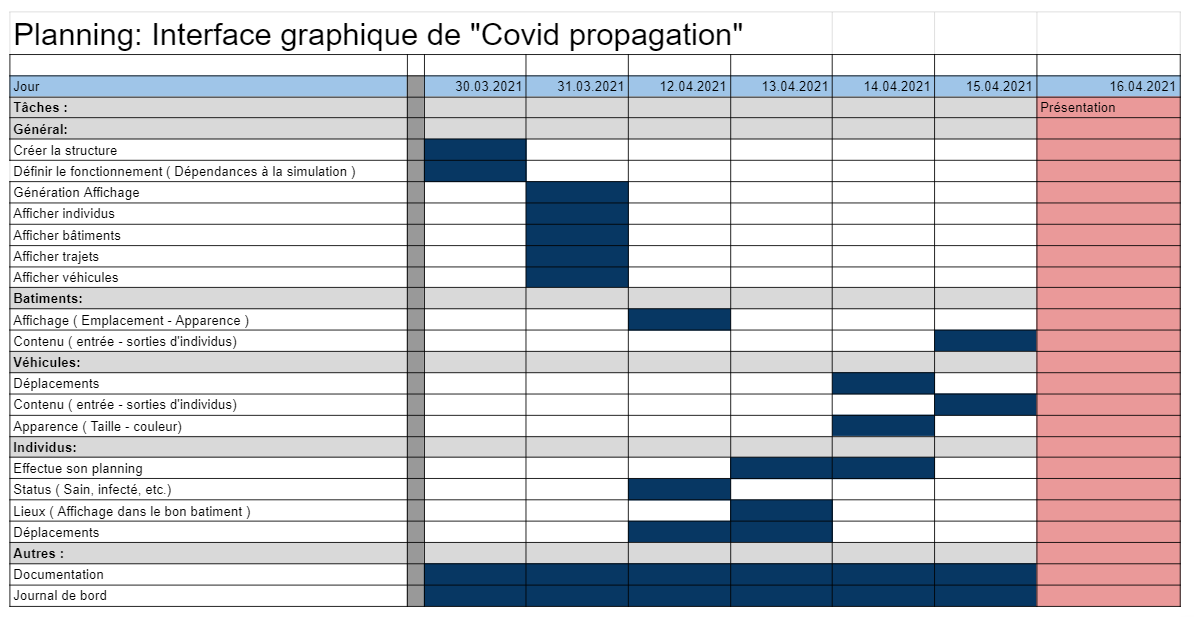 Planning: Interface graphique de "Covid propagation"
Jour 30.03.2021 31.03.2021 12.04.2021 13.04.2021 14.04.2021 15.04.2021 16.04.2021
Tâches : Présentation
Général:
Créer la structure
Définir le fonctionnement ( Dépendances à la simulation )
Génération Affichage
Afficher individus
Afficher bâtiments
Afficher trajets
Afficher véhicules
Batiments:
Affichage ( Emplacement - Apparence )
Contenu ( entrée - sorties d'individus)
Véhicules:
Déplacements
Contenu ( entrée - sorties d'individus)
Apparence ( Taille - couleur)
Individus:
Effectue son planning
Status ( Sain, infecté, etc.)
Lieux ( Affichage dans le bon batiment )
Déplacements
Autres :
Documentation
Journal de bord